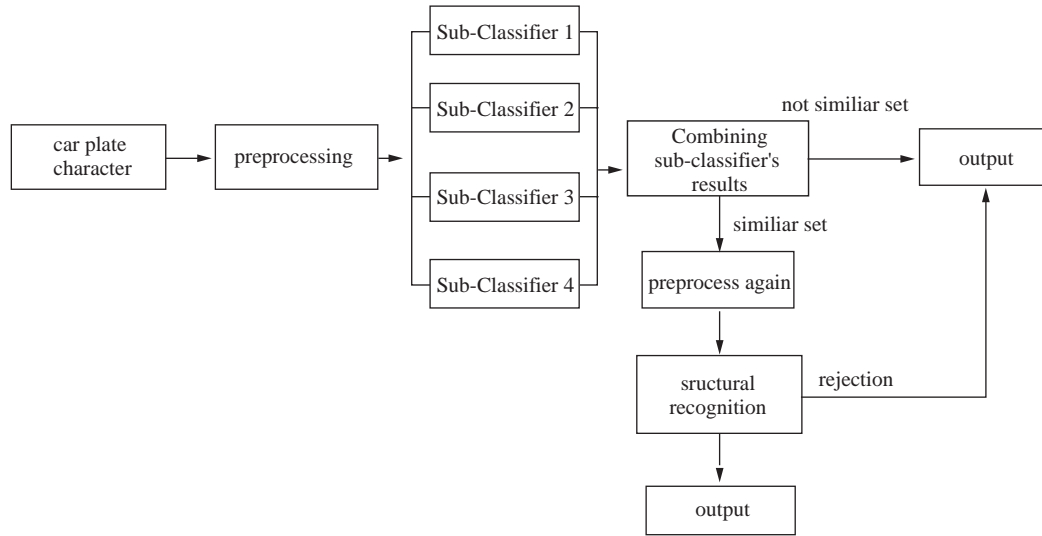 car plate
character
preprocessing
Sub-Classifier 1
Sub-Classifier 2
Sub-Classifier 3
Sub-Classifier 4
Combining
sub-classifier's
results
not similiar set
output
similiar set
preprocess again
sructural
recognition
rejection
output